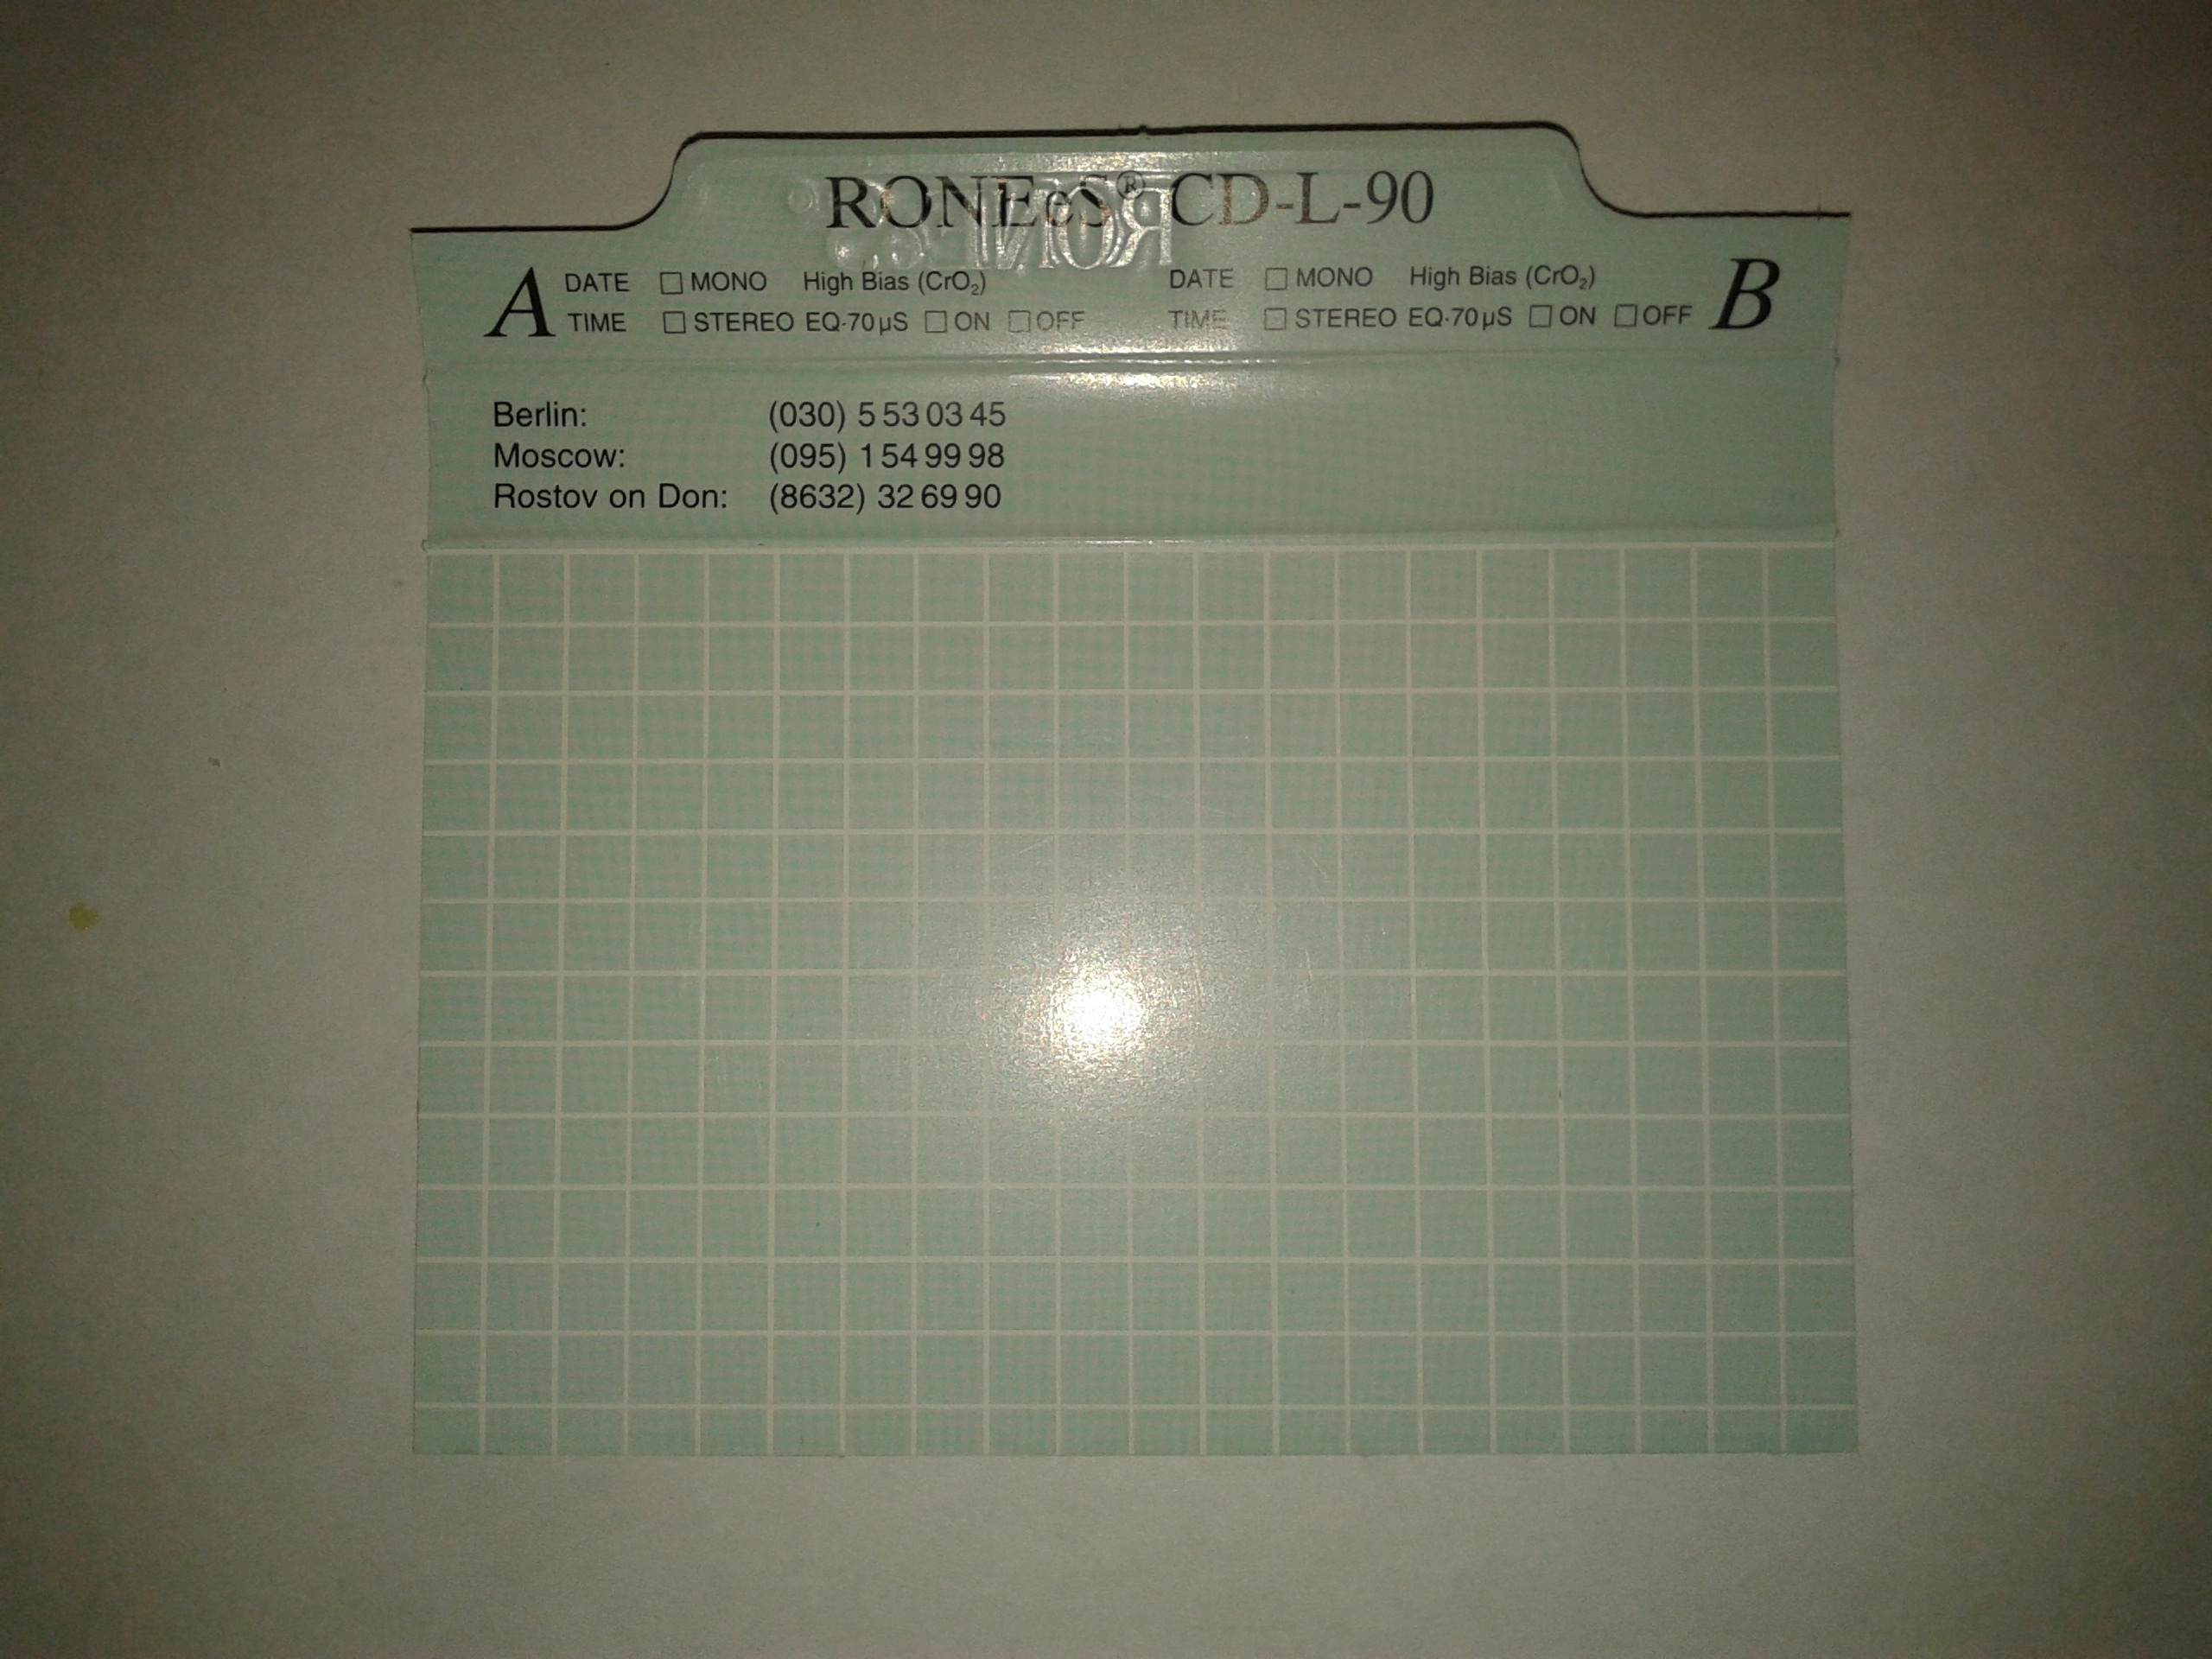 RONEeS® CD-L-90
A DATE ☐ MONO High Bias (CrO₂) DATE ☐ MONO High Bias (CrO₂) B
TIME ☐ STEREO EQ·70µS ☐ ON ☐ OFF TIME ☐ STEREO EQ·70µS ☐ ON ☐ OFF
Berlin: (030) 5 53 03 45
Moscow: (095) 1 54 99 98
Rostov on Don: (8632) 32 69 90